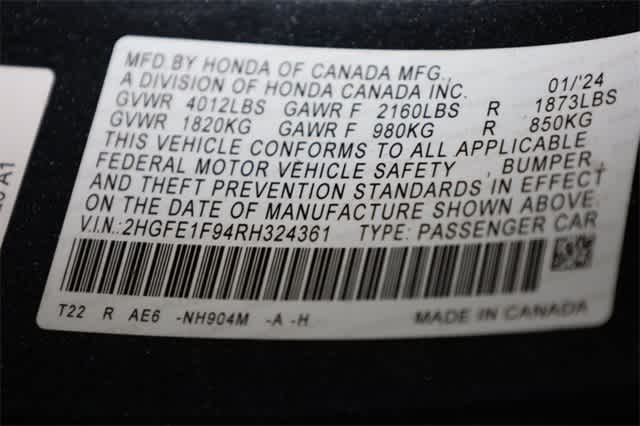 MFD BY HONDA OF CANADA MFG.,
A DIVISION OF HONDA CANADA INC. 01/'24
GVWR 4012LBS GAWR F 2160LBS R 1873LBS
GVWR 1820KG GAWR F 980KG R 850KG
THIS VEHICLE CONFORMS TO ALL APPLICABLE
FEDERAL MOTOR VEHICLE SAFETY , BUMPER,
AND THEFT PREVENTION STANDARDS IN EFFECT
ON THE DATE OF MANUFACTURE SHOWN ABOVE.
V.I.N.:2HGFE1F94RH324361 TYPE: PASSENGER CAR
T22 R AE6 -NH904M -A -H MADE IN CANADA